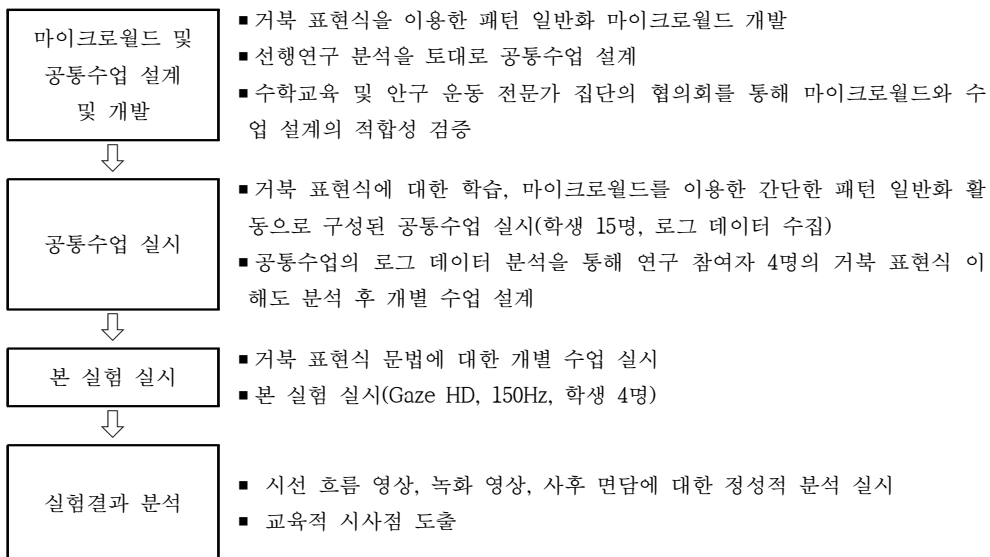 마이크로월드 및
공통수업 설계
및 개발
■ 거북 표현식을 이용한 패턴 일반화 마이크로월드 개발
■ 선행연구 분석을 토대로 공통수업 설계
■ 수학교육 및 안구 운동 전문가 집단의 협의회를 통해 마이크로월드와 수
업 설계의 적합성 검증
공통수업 실시
■ 거북 표현식에 대한 학습, 마이크로월드를 이용한 간단한 패턴 일반화 활
동으로 구성된 공통수업 실시(학생 15명, 로그 데이터 수집)
■ 공통수업의 로그 데이터 분석을 통해 연구 참여자 4명의 거북 표현식 이
해도 분석 후 개별 수업 설계
본 실험 실시
■ 거북 표현식 문법에 대한 개별 수업 실시
■ 본 실험 실시(Gaze HD, 150Hz, 학생 4명)
실험결과 분석
■ 시선 흐름 영상, 녹화 영상, 사후 면담에 대한 정성적 분석 실시
■ 교육적 시사점 도출